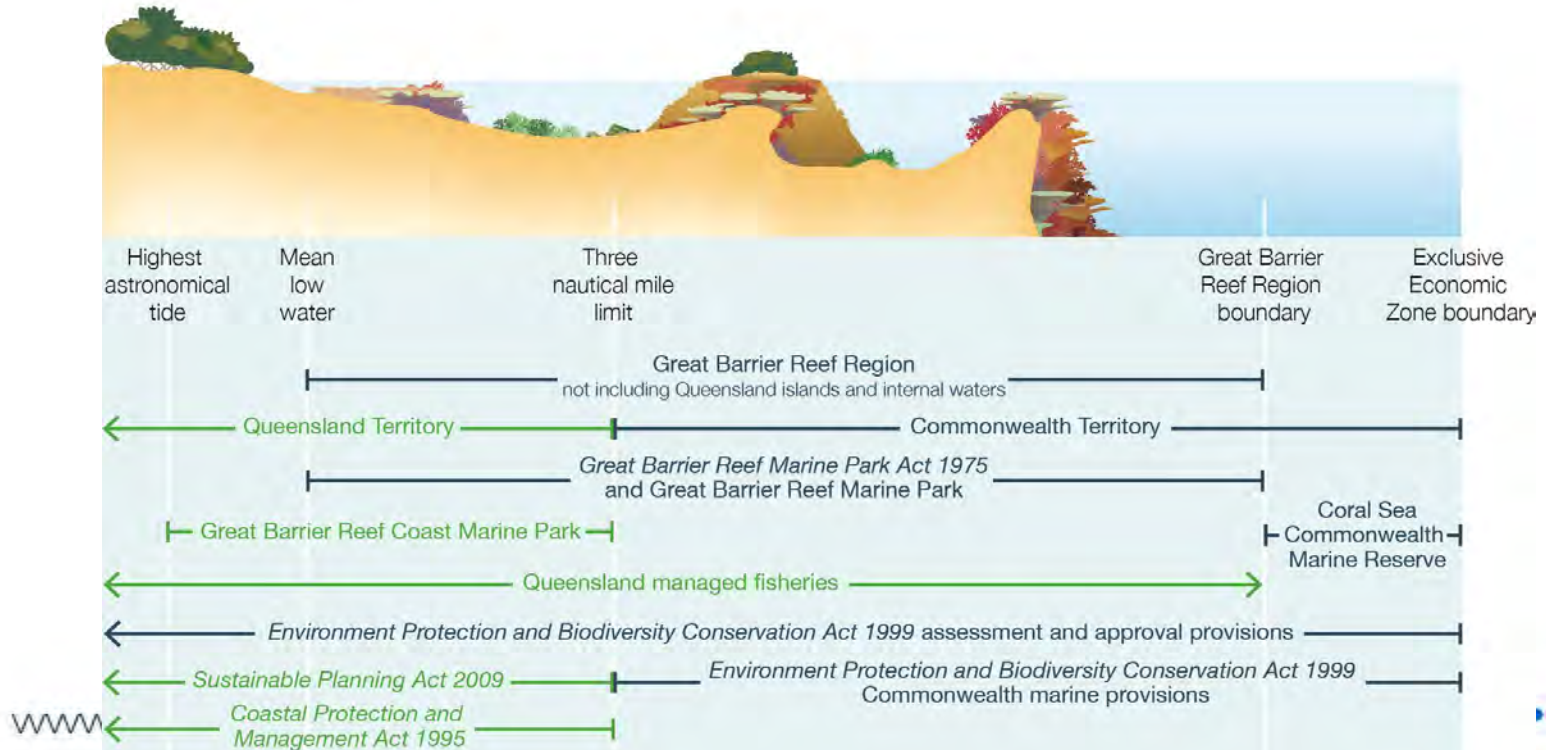 Highest
astronomical
tide
Mean
low
water
Three
nautical mile
limit
Great Barrier
Reef Region
boundary
Exclusive
Economic
Zone boundary
Great Barrier Reef Region
not including Queensland islands and internal waters
Queensland Territory
Commonwealth Territory
Great Barrier Reef Marine Park Act 1975
and Great Barrier Reef Marine Park
Great Barrier Reef Coast Marine Park
Coral Sea
Commonwealth
Marine Reserve
Queensland managed fisheries
Environment Protection and Biodiversity Conservation Act 1999 assessment and approval provisions
Sustainable Planning Act 2009
Environment Protection and Biodiversity Conservation Act 1999
Commonwealth marine provisions
Coastal Protection and
Management Act 1995